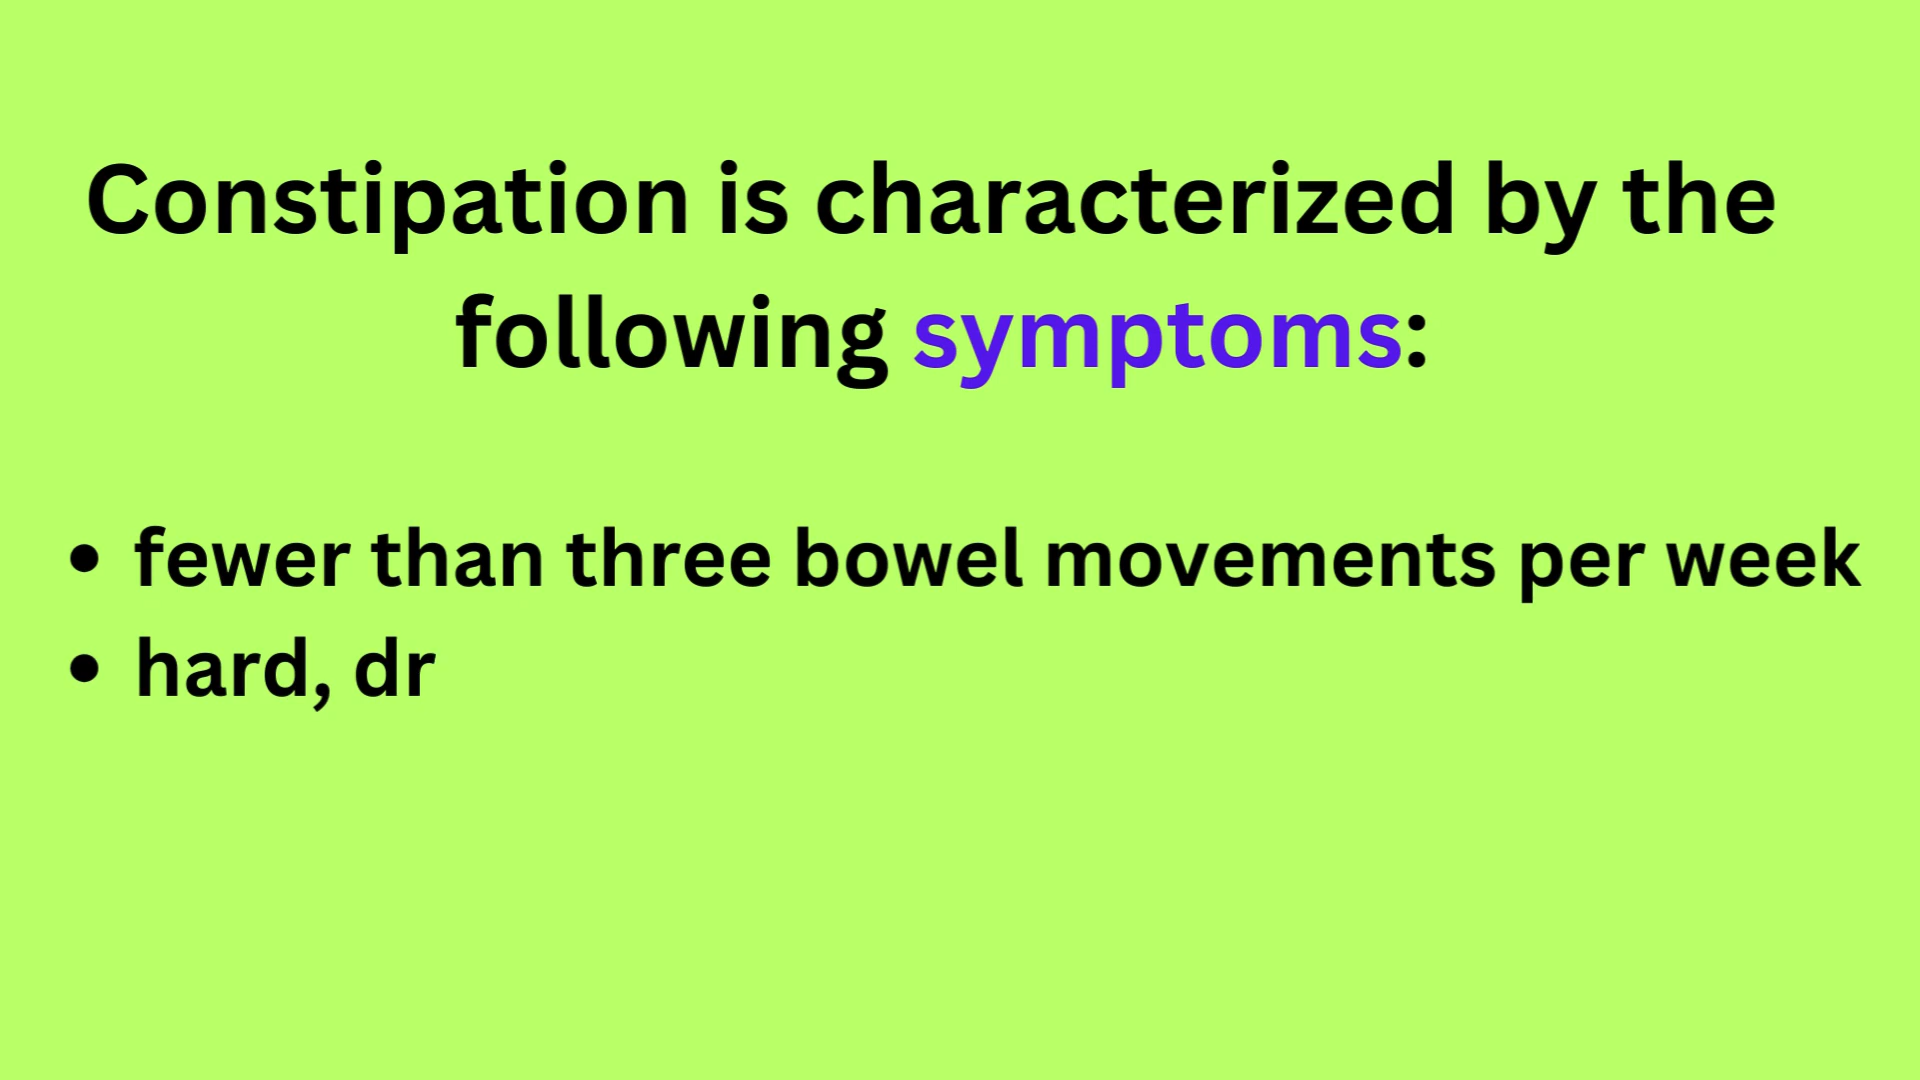 Constipation is characterized by the
following symptoms:
• fewer than three bowel movements per week
• hard, dr